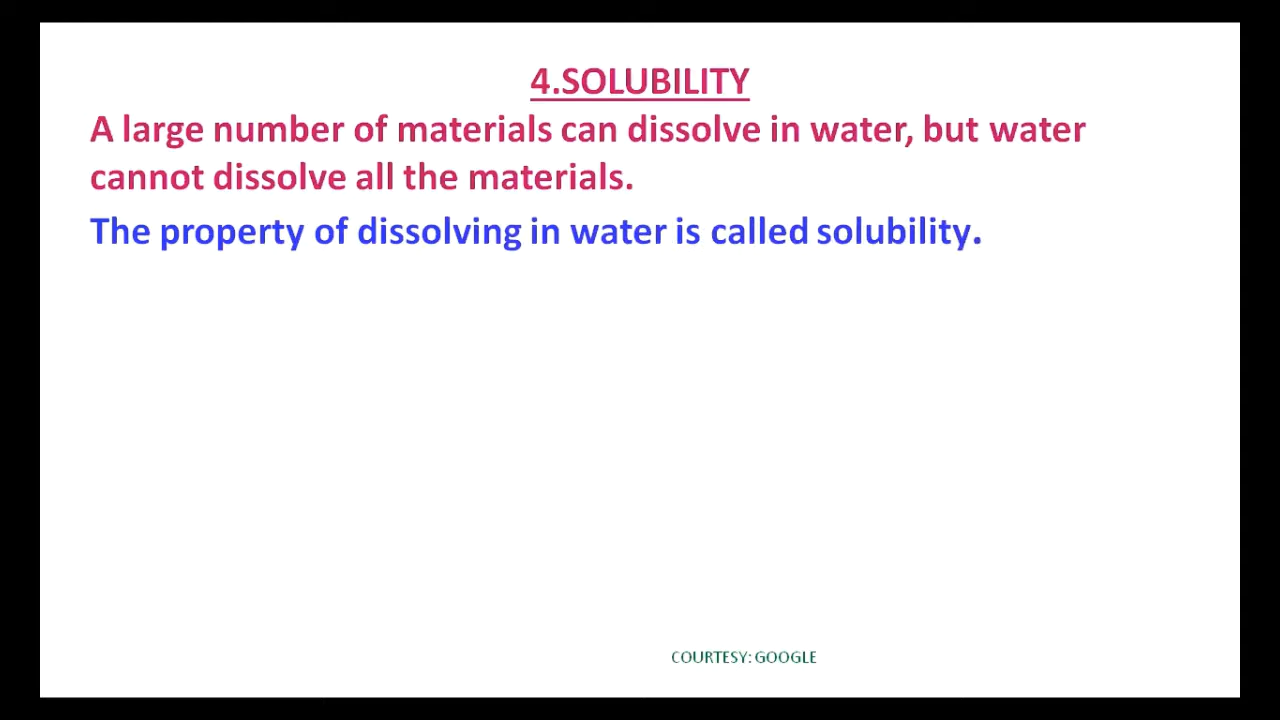 4.SOLUBILITY
A large number of materials can dissolve in water, but water
cannot dissolve all the materials.
The property of dissolving in water is called solubility.
COURTESY: GOOGLE